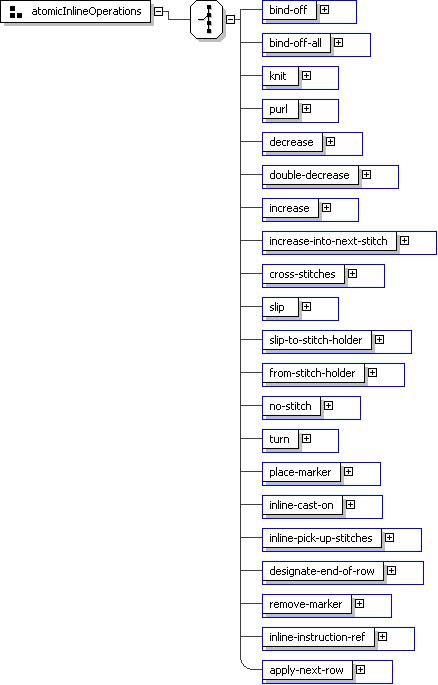 atomicInlineOperations
bind-off
bind-off-all
knit
purl
decrease
double-decrease
increase
increase-into-next-stitch
cross-stitches
slip
slip-to-stitch-holder
from-stitch-holder
no-stitch
turn
place-marker
inline-cast-on
inline-pick-up-stitches
designate-end-of-row
remove-marker
inline-instruction-ref
apply-next-row